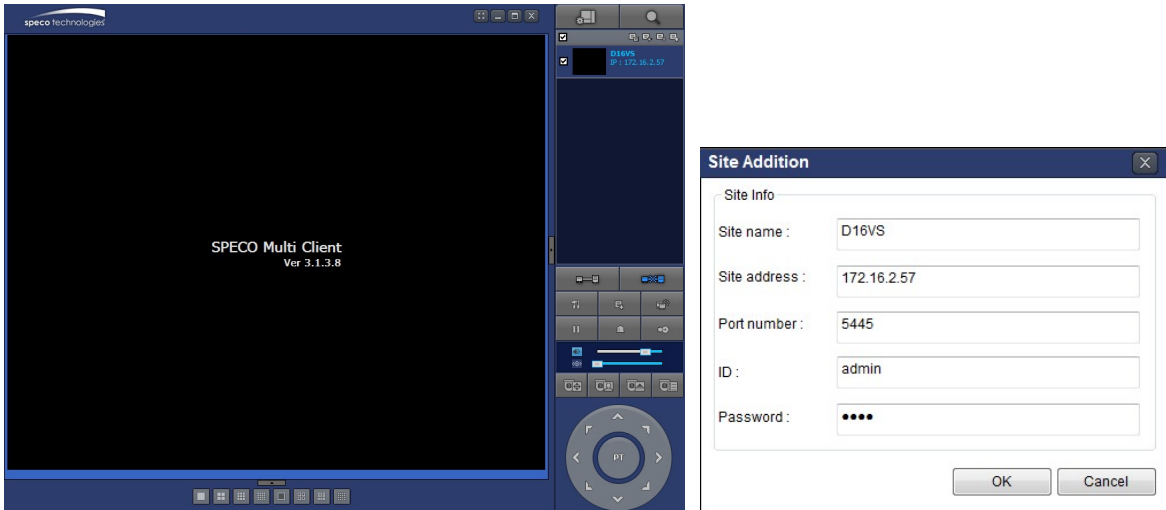 speco technologies
D16VS
IP : 172.16.2.57
SPECO Multi Client
Ver 3.1.3.8
PT
Site Addition
Site Info
Site name :
D16VS
Site address :
172.16.2.57
Port number :
5445
ID :
admin
Password :
••••
OK
Cancel